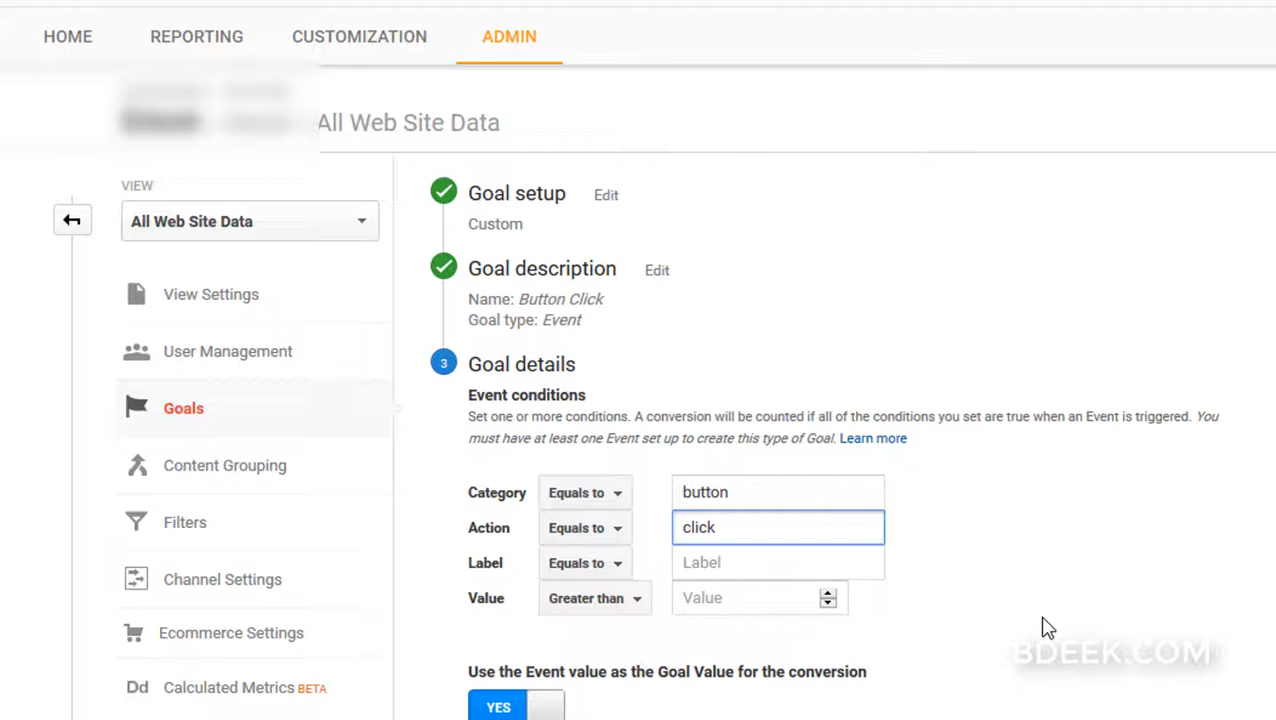 HOME REPORTING CUSTOMIZATION ADMIN
All Web Site Data
VIEW
All Web Site Data
View Settings
User Management
Goals
Content Grouping
Filters
Channel Settings
Ecommerce Settings
Dd Calculated Metrics BETA
Goal setup Edit
Custom
Goal description Edit
Name: Button Click
Goal type: Event
3 Goal details
Event conditions
Set one or more conditions. A conversion will be counted if all of the conditions you set are true when an Event is triggered. You
must have at least one Event set up to create this type of Goal. Learn more
Category Equals to button
Action Equals to click
Label Equals to Label
Value Greater than Value
Use the Event value as the Goal Value for the conversion
YES
BDEEK.COM